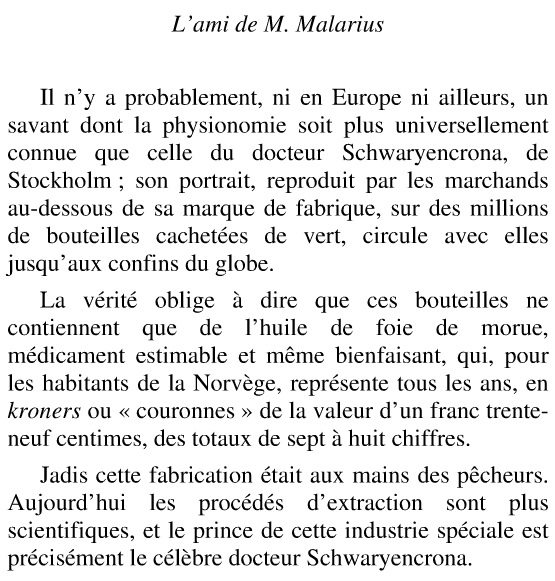 L’ami de M. Malarius
Il n’y a probablement, ni en Europe ni ailleurs, un
savant dont la physionomie soit plus universellement
connue que celle du docteur Schwaryencrona, de
Stockholm ; son portrait, reproduit par les marchands
au-dessous de sa marque de fabrique, sur des millions
de bouteilles cachetées de vert, circule avec elles
jusqu’aux confins du globe.
La vérité oblige à dire que ces bouteilles ne
contiennent que de l’huile de foie de morue,
médicament estimable et même bienfaisant, qui, pour
les habitants de la Norvège, représente tous les ans, en
kroners ou « couronnes » de la valeur d’un franc trente-
neuf centimes, des totaux de sept à huit chiffres.
Jadis cette fabrication était aux mains des pêcheurs.
Aujourd’hui les procédés d’extraction sont plus
scientifiques, et le prince de cette industrie spéciale est
précisément le célèbre docteur Schwaryencrona.